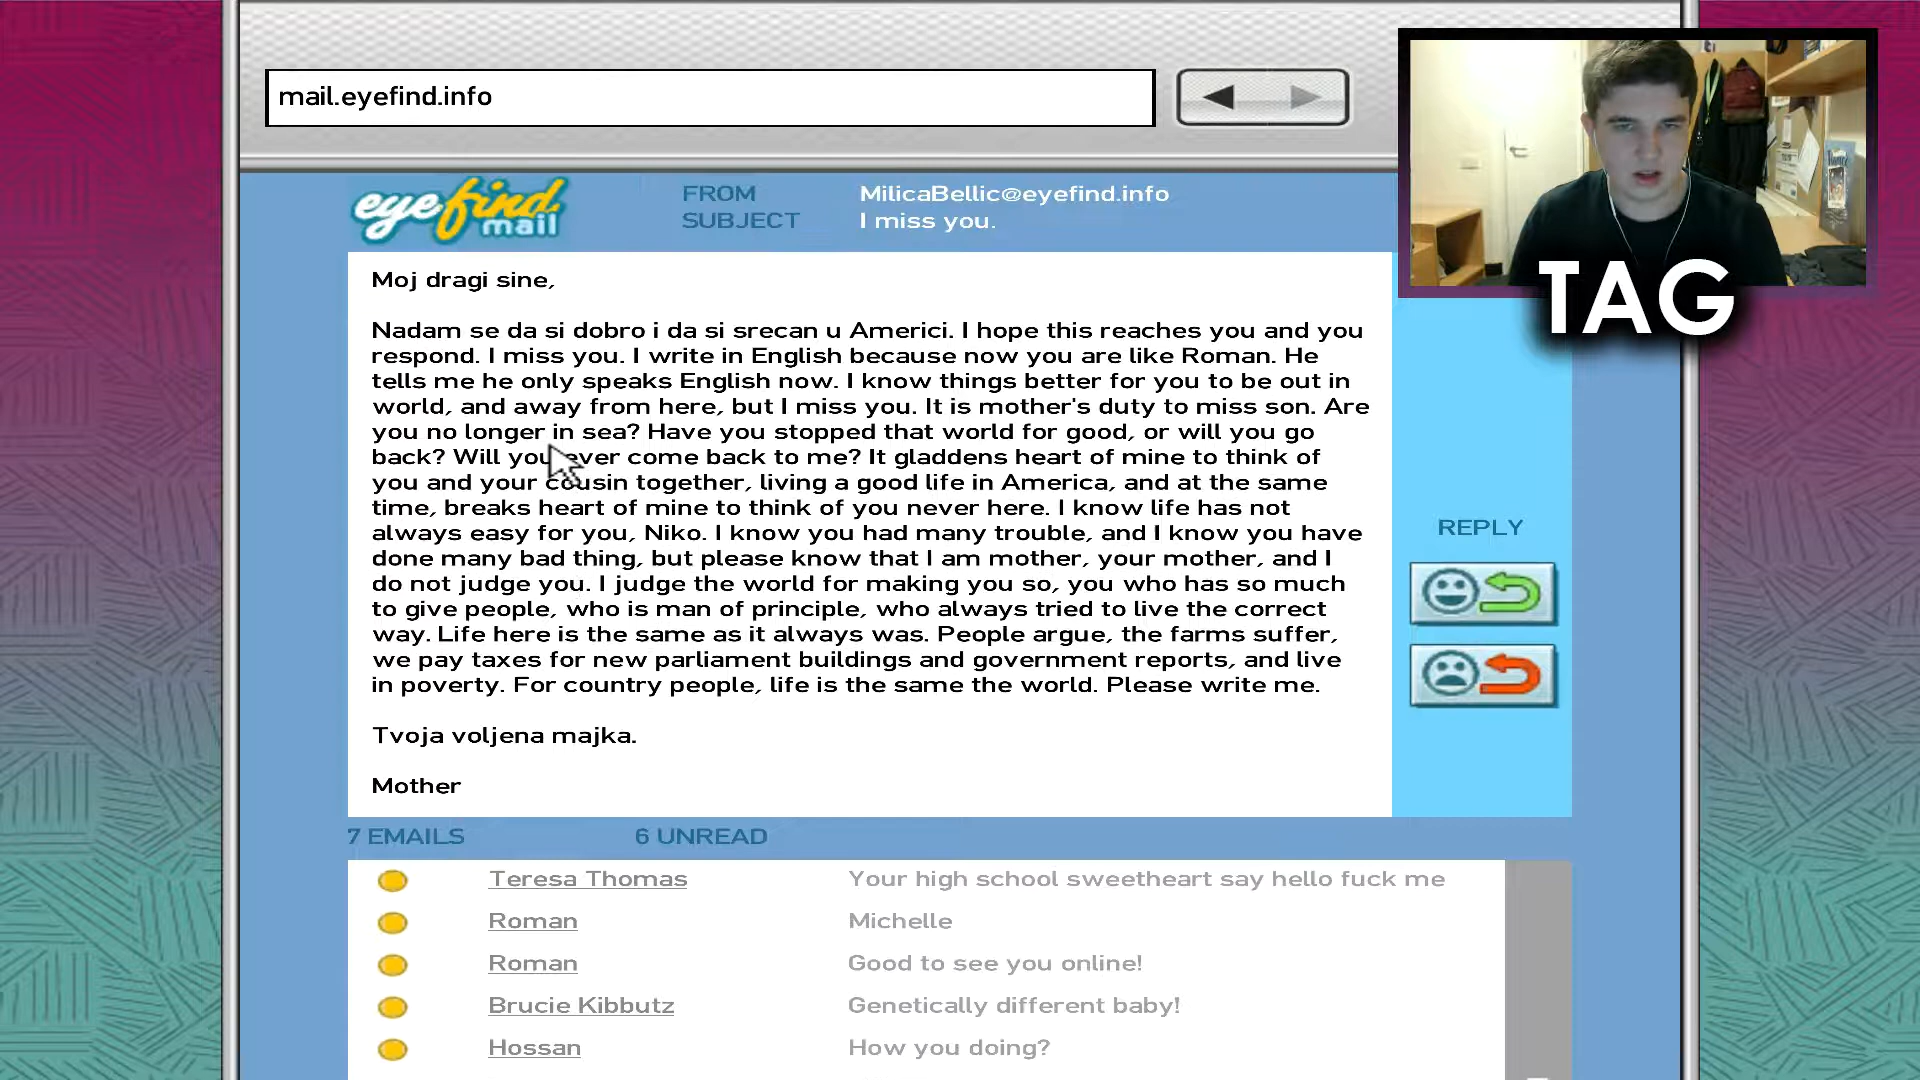 mail.eyefind.info
eyefind mail
FROM MilicaBellic@eyefind.info
SUBJECT I miss you.
TAG
Moj dragi sine,
Nadam se da si dobro i da si srecan u Americi. I hope this reaches you and you
respond. I miss you. I write in English because now you are like Roman. He
tells me he only speaks English now. I know things better for you to be out in
world, and away from here, but I miss you. It is mother's duty to miss son. Are
you no longer in sea? Have you stopped that world for good, or will you go
back? Will you ever come back to me? It gladdens heart of mine to think of
you and your cousin together, living a good life in America, and at the same
time, breaks heart of mine to think of you never here. I know life has not
always easy for you, Niko. I know you had many trouble, and I know you have
done many bad thing, but please know that I am mother, your mother, and I
do not judge you. I judge the world for making you so, you who has so much
to give people, who is man of principle, who always tried to live the correct
way. Life here is the same as it always was. People argue, the farms suffer,
we pay taxes for new parliament buildings and government reports, and live
in poverty. For country people, life is the same the world. Please write me.
Tvoja voljena majka.
Mother
REPLY
7 EMAILS 6 UNREAD
Teresa Thomas Your high school sweetheart say hello fuck me
Roman Michelle
Roman Good to see you online!
Brucie Kibbutz Genetically different baby!
Hossan How you doing?